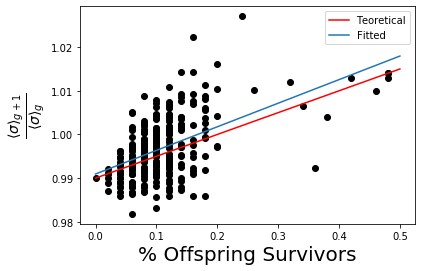 ⟨σ⟩g + 1
⟨σ⟩g
1.02
1.01
1.00
0.99
0.98
0.0
0.1
0.2
0.3
0.4
0.5
% Offspring Survivors
Teoretical
Fitted